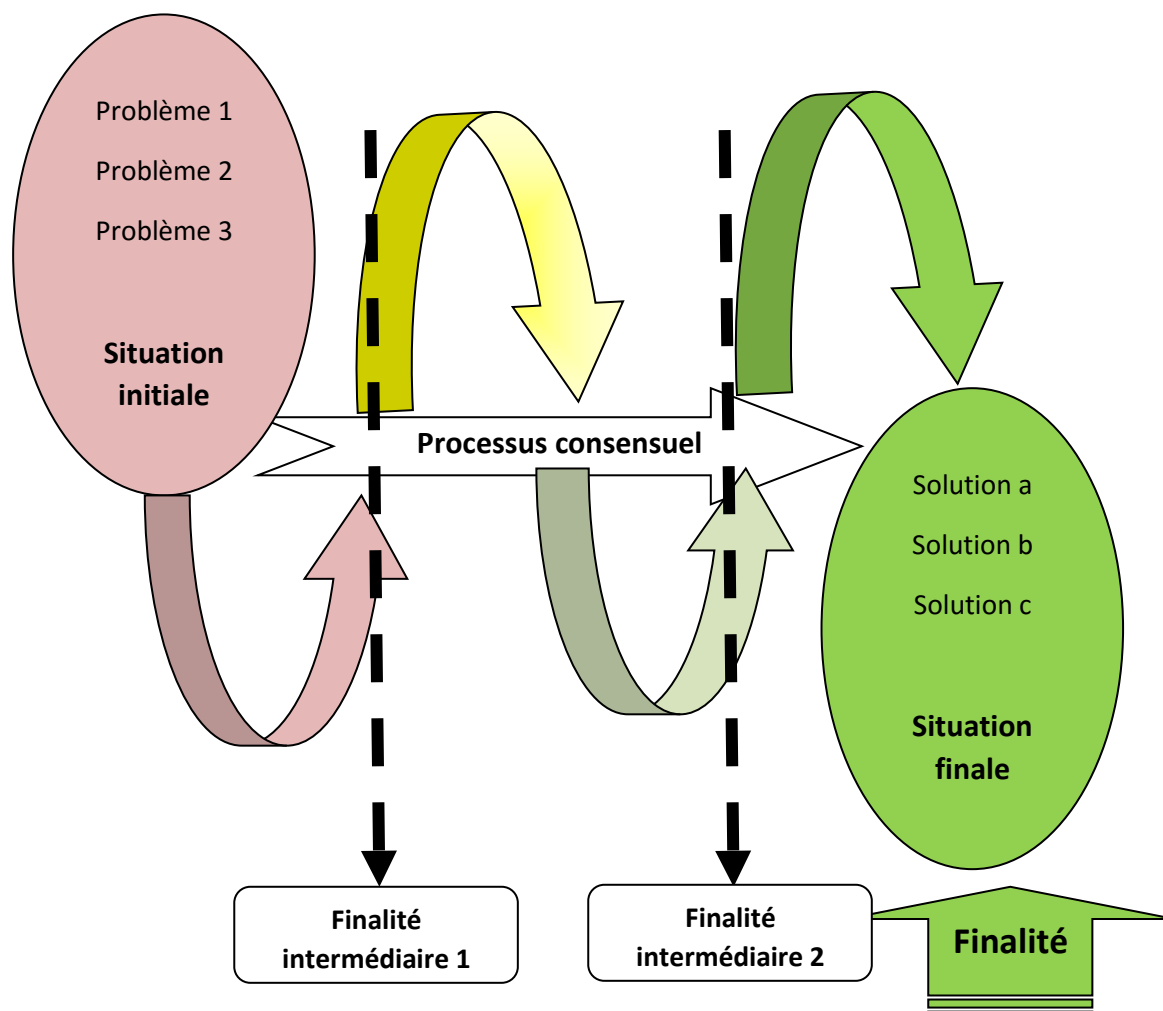 Problème 1
Problème 2
Problème 3
Situation
initiale
Processus consensuel
Solution a
Solution b
Solution c
Situation
finale
Finalité
intermédiaire 1
Finalité
intermédiaire 2
Finalité